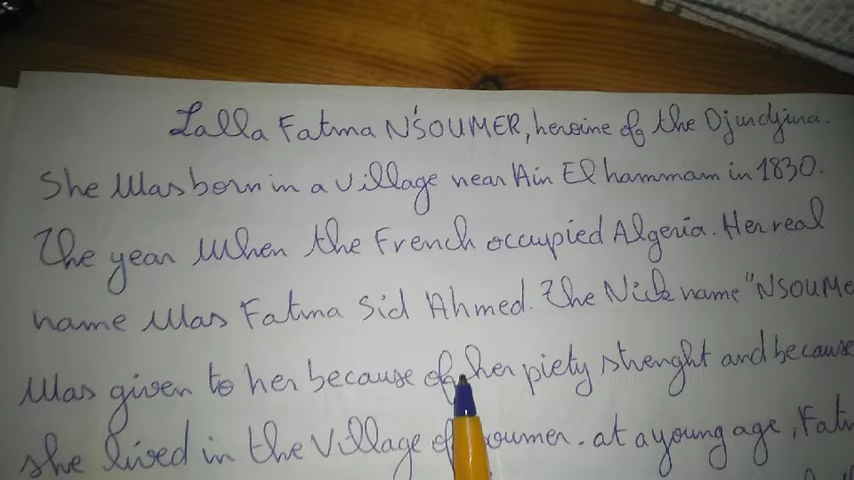 Lalla Fatma N'SOUMER, heroine of the Djurdjura.
She Was born in a village near Ain El hammam in 1830.
The year When the French occupied Algeria. Her real
name Was Fatma Sid Ahmed. The Nick name "NSOUME
Was given to her because of her piety strenght and because
she lived in the Village of soumer. at a young age, Fatm